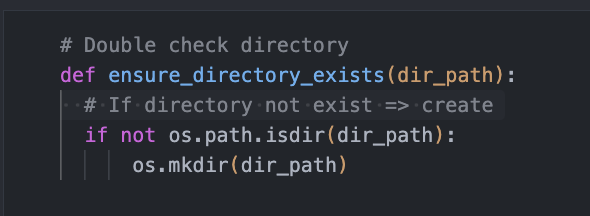 # Double check directory
def ensure_directory_exists(dir_path):
  # If directory not exist => create
  if not os.path.isdir(dir_path):
      os.mkdir(dir_path)